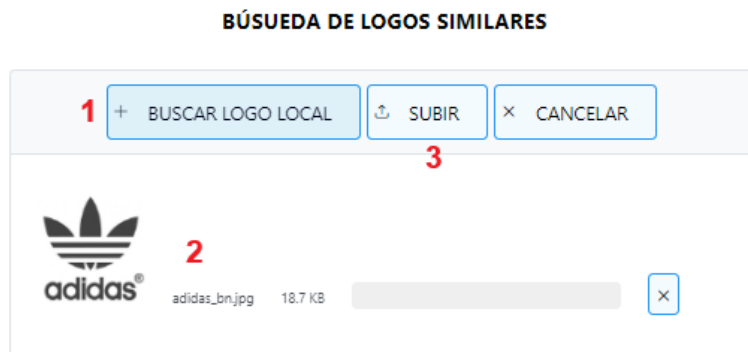 BÚSUEDA DE LOGOS SIMILARES
1 + BUSCAR LOGO LOCAL SUBIR × CANCELAR
3
adidas®
2
adidas_bn.jpg 18.7 KB ×